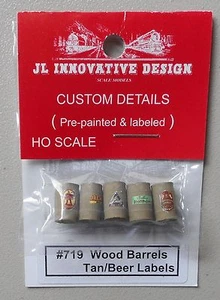 JL INNOVATIVE DESIGN
SCALE MODELS
CUSTOM DETAILS
( Pre-painted & labeled )
HO SCALE
#719 Wood Barrels
Tan/Beer Labels